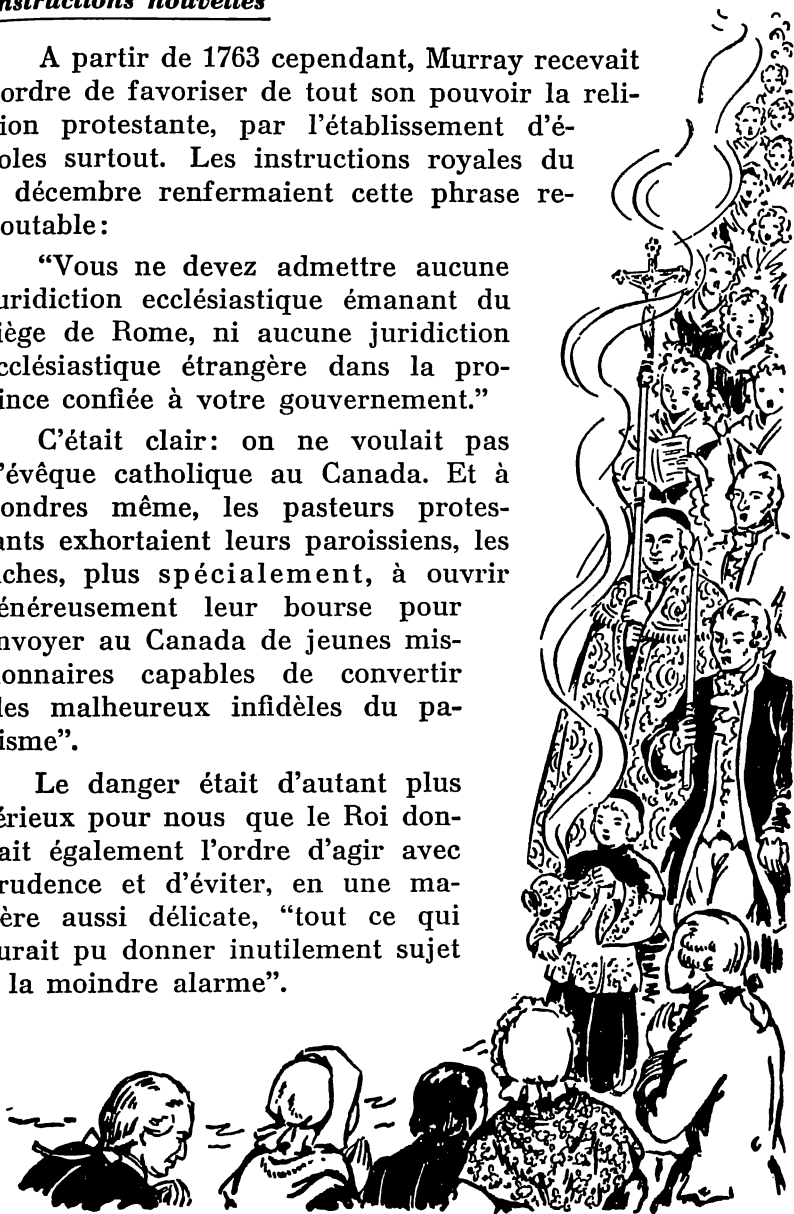 nstructions nouvelles
A partir de 1763 cependant, Murray recevait
ordre de favoriser de tout son pouvoir la reli-
ion protestante, par l'établissement d'é-
oles surtout. Les instructions royales du
décembre renfermaient cette phrase re-
outable:
“Vous ne devez admettre aucune
uridiction ecclésiastique émanant du
iège de Rome, ni aucune juridiction
cclésiastique étrangère dans la pro-
ince confiée à votre gouvernement.”
C'était clair: on ne voulait pas
'évêque catholique au Canada. Et à
ondres même, les pasteurs protes-
ants exhortaient leurs paroissiens, les
iches, plus spécialement, à ouvrir
énéreusement leur bourse pour
nvoyer au Canada de jeunes mis-
ionnaires capables de convertir
les malheureux infidèles du pa-
isme”.
Le danger était d'autant plus
érieux pour nous que le Roi don-
ait également l'ordre d'agir avec
rudence et d'éviter, en une ma-
ère aussi délicate, “tout ce qui
urait pu donner inutilement sujet
la moindre alarme”.